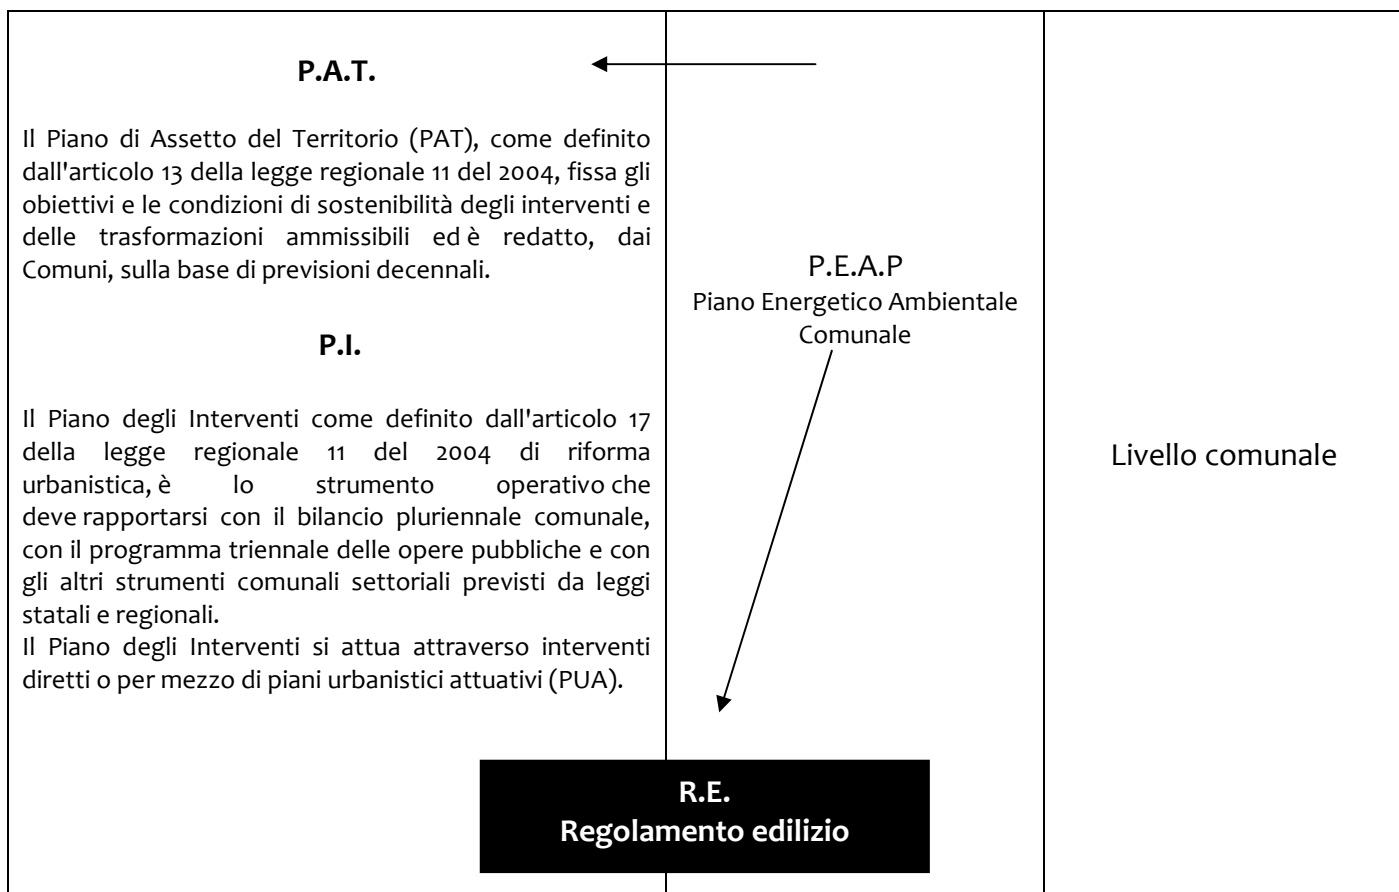 P.A.T.
Il Piano di Assetto del Territorio (PAT), come definito
dall'articolo 13 della legge regionale 11 del 2004, fissa gli
obiettivi e le condizioni di sostenibilità degli interventi e
delle trasformazioni ammissibili ed è redatto, dai
Comuni, sulla base di previsioni decennali.
P.I.
Il Piano degli Interventi come definito dall'articolo 17
della legge regionale 11 del 2004 di riforma
urbanistica, è lo strumento operativo che
deve rapportarsi con il bilancio pluriennale comunale,
con il programma triennale delle opere pubbliche e con
gli altri strumenti comunali settoriali previsti da leggi
statali e regionali.
Il Piano degli Interventi si attua attraverso interventi
diretti o per mezzo di piani urbanistici attuativi (PUA).
P.E.A.P
Piano Energetico Ambientale
Comunale
Livello comunale
R.E.
Regolamento edilizio